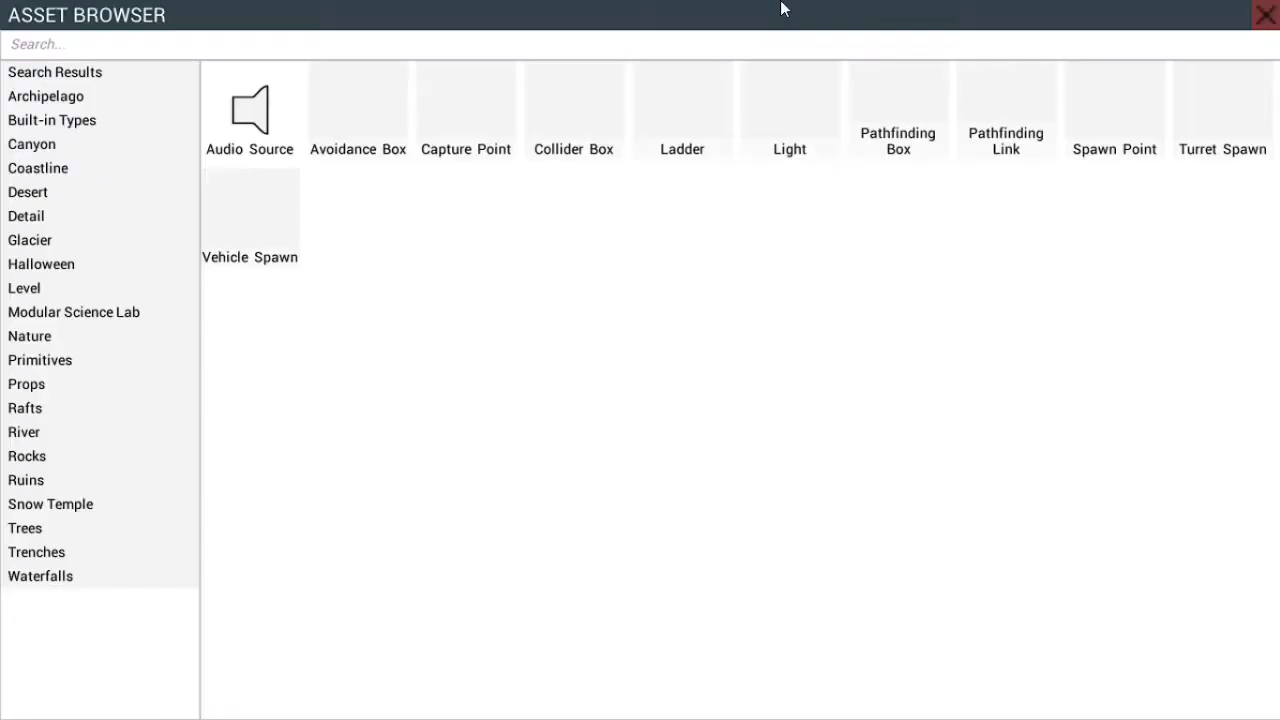 ASSET BROWSER
Search...
Search Results
Archipelago
Built-in Types
Canyon
Coastline
Desert
Detail
Glacier
Halloween
Level
Modular Science Lab
Nature
Primitives
Props
Rafts
River
Rocks
Ruins
Snow Temple
Trees
Trenches
Waterfalls
Audio Source
Avoidance Box
Capture Point
Collider Box
Ladder
Light
Pathfinding
Box
Pathfinding
Link
Spawn Point
Turret Spawn
Vehicle Spawn